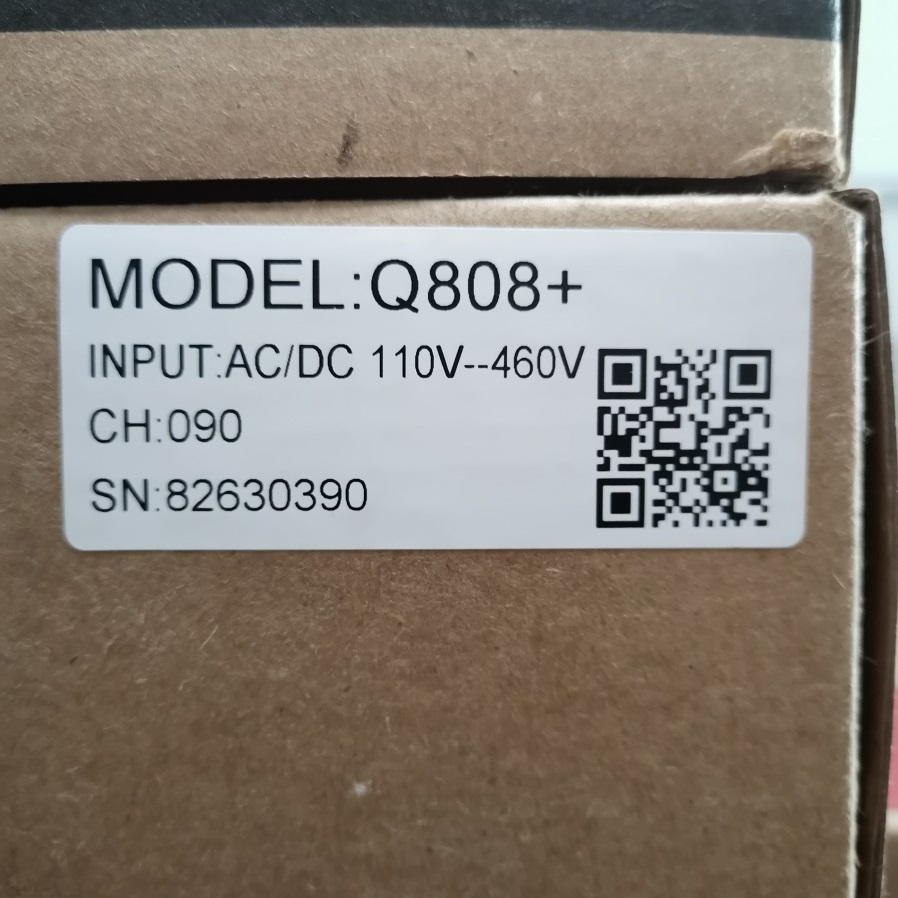 MODEL:Q808+
INPUT:AC/DC 110V--460V
CH:090
SN:82630390